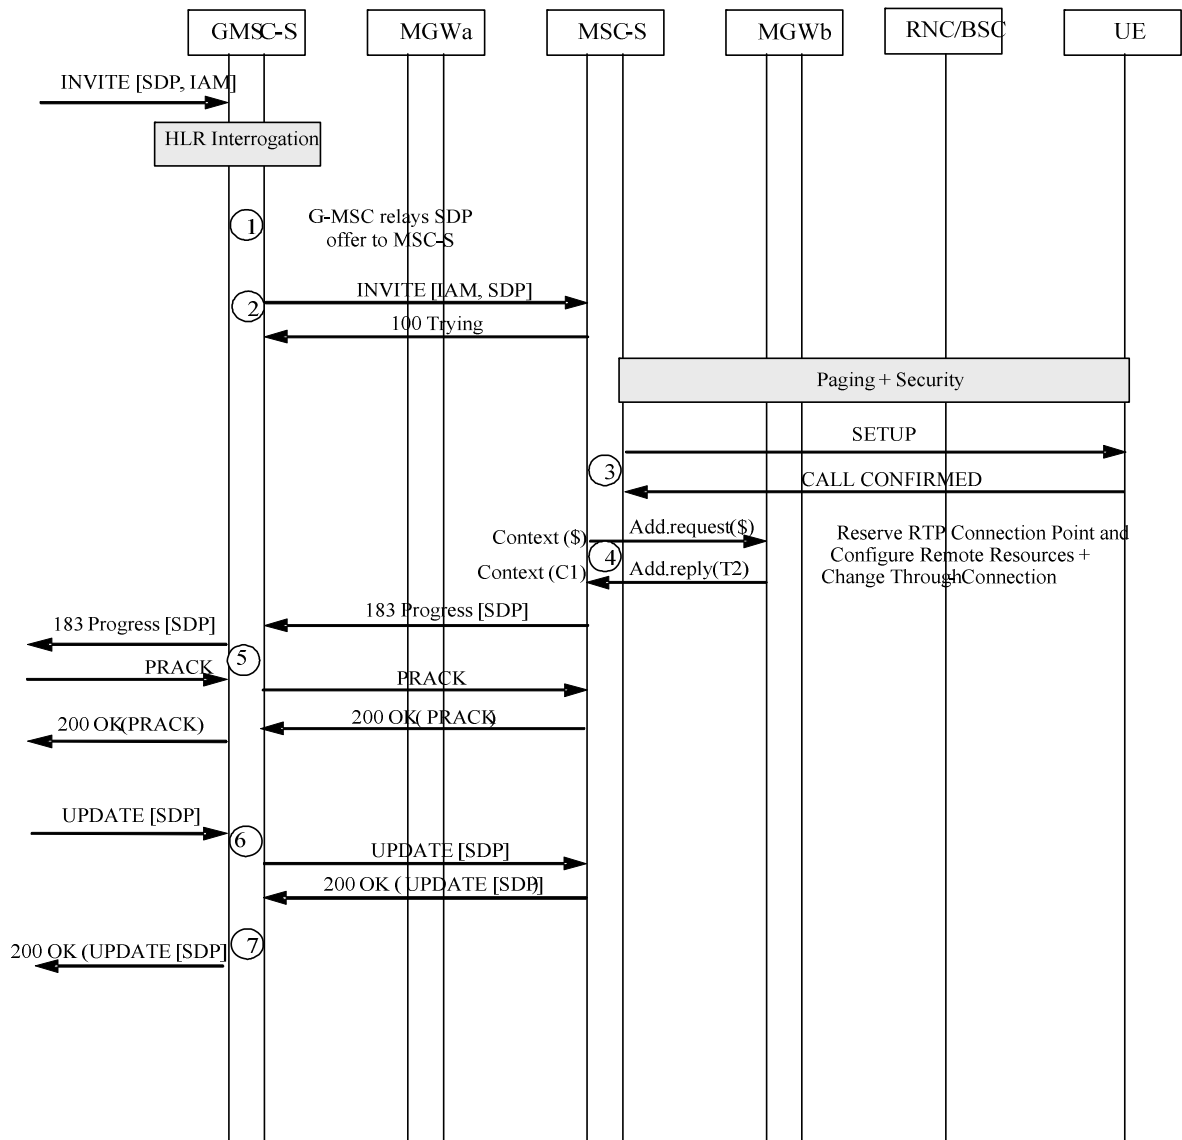 GMSC-S
MGWa
MSC-S
MGWb
RNC/BSC
UE
INVITE [SDP, IAM]
HLR Interrogation
1
G-MSC relays SDP
offer to MSC-S
2
INVITE [IAM, SDP]
100 Trying
Paging + Security
SETUP
3
CALL CONFIRMED
Context ($)
Add.request($)
4
Context (C1)
Add.reply(T2)
Reserve RTP Connection Point and
Configure Remote Resources +
Change Through-Connection
183 Progress [SDP]
183 Progress [SDP]
5
PRACK
PRACK
200 OK( PRACK)
200 OK(PRACK)
UPDATE [SDP]
6
UPDATE [SDP]
200 OK ( UPDATE [SDP])
7
200 OK (UPDATE [SDP]